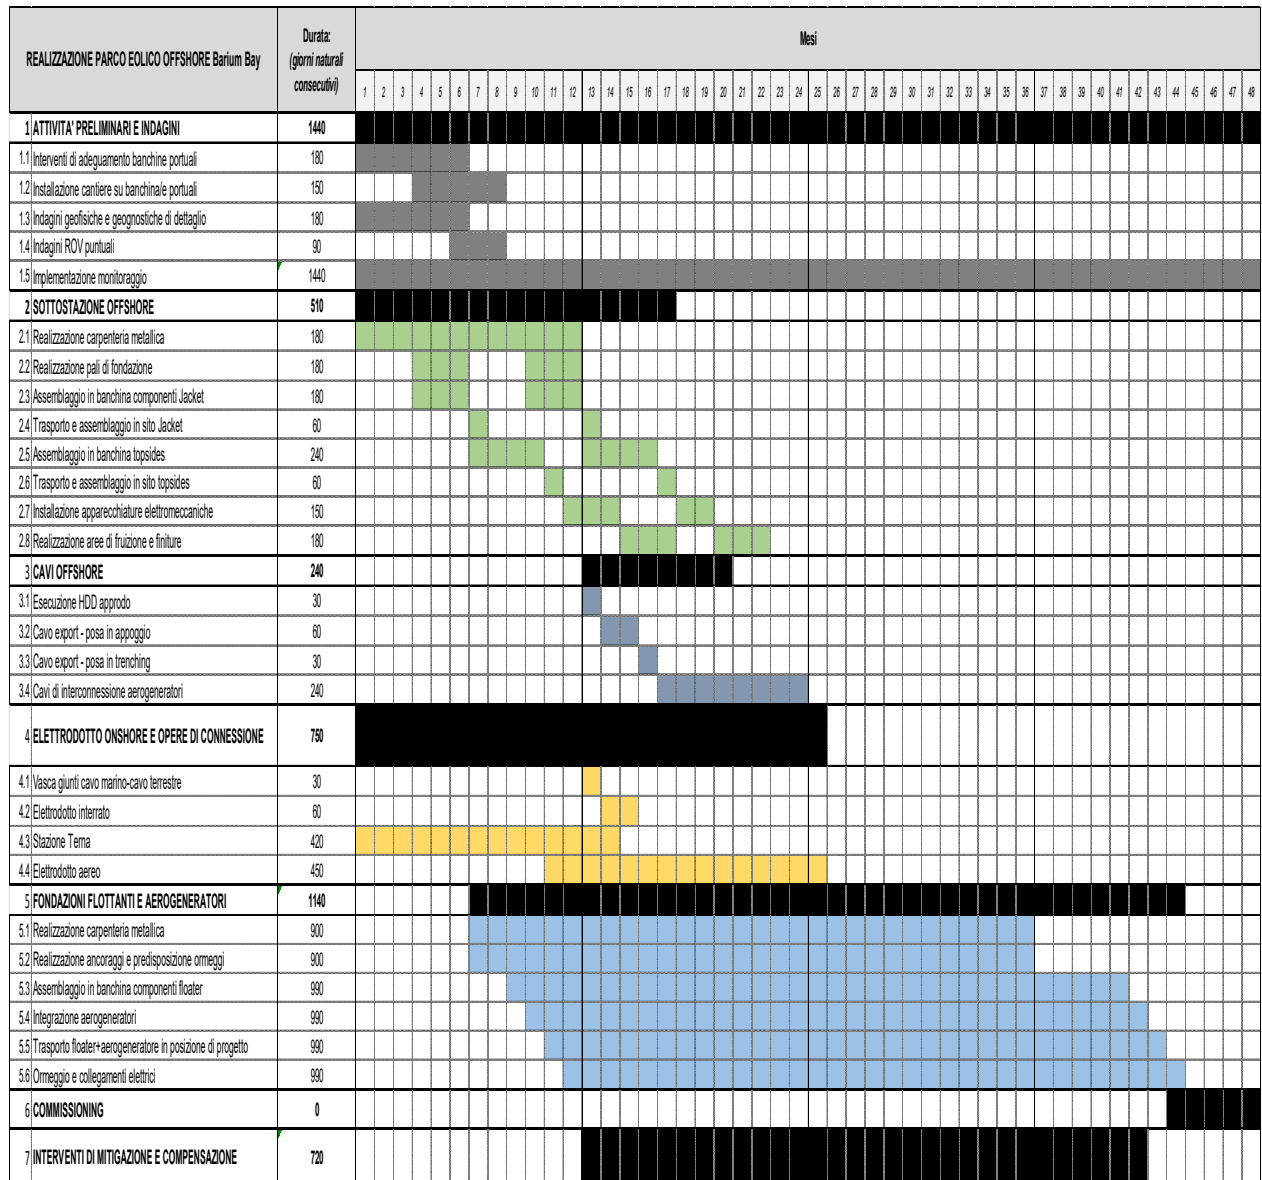 REALIZZAZIONE PARCO EOLICO OFFSHORE Barium Bay
Durata:
(giorni naturali
consecutivi)
Mesi
1 2 3 4 5 6 7 8 9 10 11 12 13 14 15 16 17 18 19 20 21 22 23 24 25 26 27 28 29 30 31 32 33 34 35 36 37 38 39 40 41 42 43 44 45 46 47 48
1 ATTIVITA' PRELIMINARI E INDAGINI 1440
1.1 Interventi di adeguamento banchine portuali 180
1.2 Installazione cantiere su banchina/e portuali 150
1.3 Indagini geofisiche e geognostiche di dettaglio 180
1.4 Indagini ROV puntuali 90
1.5 Implementazione monitoraggio 1440
2 SOTTOSTAZIONE OFFSHORE 510
2.1 Realizzazione carpenteria metallica 180
2.2 Realizzazione pali di fondazione 180
2.3 Assemblaggio in banchina componenti Jacket 180
2.4 Trasporto e assemblaggio in sito Jacket 60
2.5 Assemblaggio in banchina topsides 240
2.6 Trasporto e assemblaggio in sito topsides 60
2.7 Installazione apparecchiature elettromeccaniche 150
2.8 Realizzazione aree di fruizione e finiture 180
3 CAVI OFFSHORE 240
3.1 Esecuzione HDD approdo 30
3.2 Cavo export - posa in appoggio 60
3.3 Cavo export - posa in trenching 30
3.4 Cavi di interconnessione aerogeneratori 240
4 ELETTRODOTTO ONSHORE E OPERE DI CONNESSIONE 750
4.1 Vasca giunti cavo marino-cavo terrestre 30
4.2 Elettrodotto interrato 60
4.3 Stazione Terna 420
4.4 Elettrodotto aereo 450
5 FONDAZIONI FLOTTANTI E AEROGENERATORI 1140
5.1 Realizzazione carpenteria metallica 900
5.2 Realizzazione ancoraggi e predisposizione ormeggi 900
5.3 Assemblaggio in banchina componenti floater 990
5.4 Integrazione aerogeneratori 990
5.5 Trasporto floater+aerogeneratore in posizione di progetto 990
5.6 Ormeggio e collegamenti elettrici 990
6 COMMISSIONING 0
7 INTERVENTI DI MITIGAZIONE E COMPENSAZIONE 720